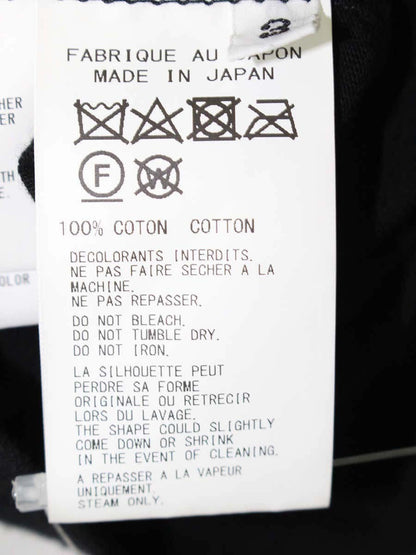 3
FABRIQUE AU JAPON
MADE IN JAPAN
F
W
100% COTON COTTON
DECOLORANTS INTERDITS.
NE PAS FAIRE SECHER A LA
MACHINE.
NE PAS REPASSER.
DO NOT BLEACH.
DO NOT TUMBLE DRY.
DO NOT IRON.
LA SILHOUETTE PEUT
PERDRE SA FORME
ORIGINALE OU RETRECIR
LORS DU LAVAGE.
THE SHAPE COULD SLIGHTLY
COME DOWN OR SHRINK
IN THE EVENT OF CLEANING.
A REPASSER A LA VAPEUR
UNIQUEMENT.
STEAM ONLY.